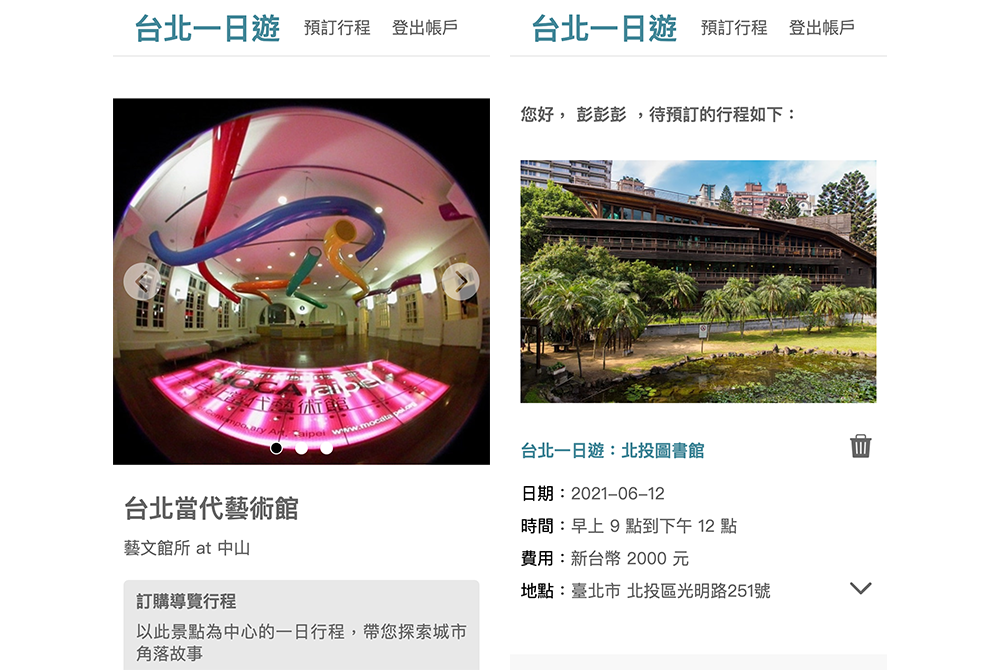 台北一日遊 預訂行程 登出帳戶
MOCA Taipei
台北當代藝術館
Contemporary Art, Taipei www.mocataipei.org
台北當代藝術館
藝文館所 at 中山
訂購導覽行程
以此景點為中心的一日行程，帶您探索城市
角落故事
台北一日遊 預訂行程 登出帳戶
您好， 彭彭彭 ，待預訂的行程如下：
台北一日遊：北投圖書館
日期：2021-06-12
時間：早上 9 點到下午 12 點
費用：新台幣 2000 元
地點：臺北市 北投區光明路251號